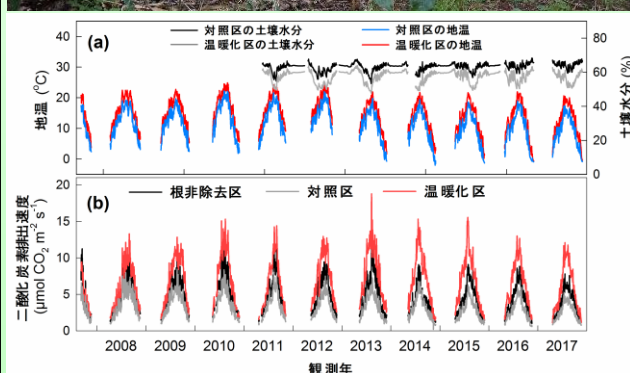 (a)
対照区の土壌水分
対照区の地温
温暖化区の土壌水分
温暖化区の地温
40
30
20
10
0
地温 (°C)
80
60
40
20
0
土壌水分 (%)
(b)
根非除去区
対照区
温暖化区
20
15
10
5
0
二酸化炭素排出速度
(μmol CO2 m-2 s-1)
2008 2009 2010 2011 2012 2013 2014 2015 2016 2017
観測年